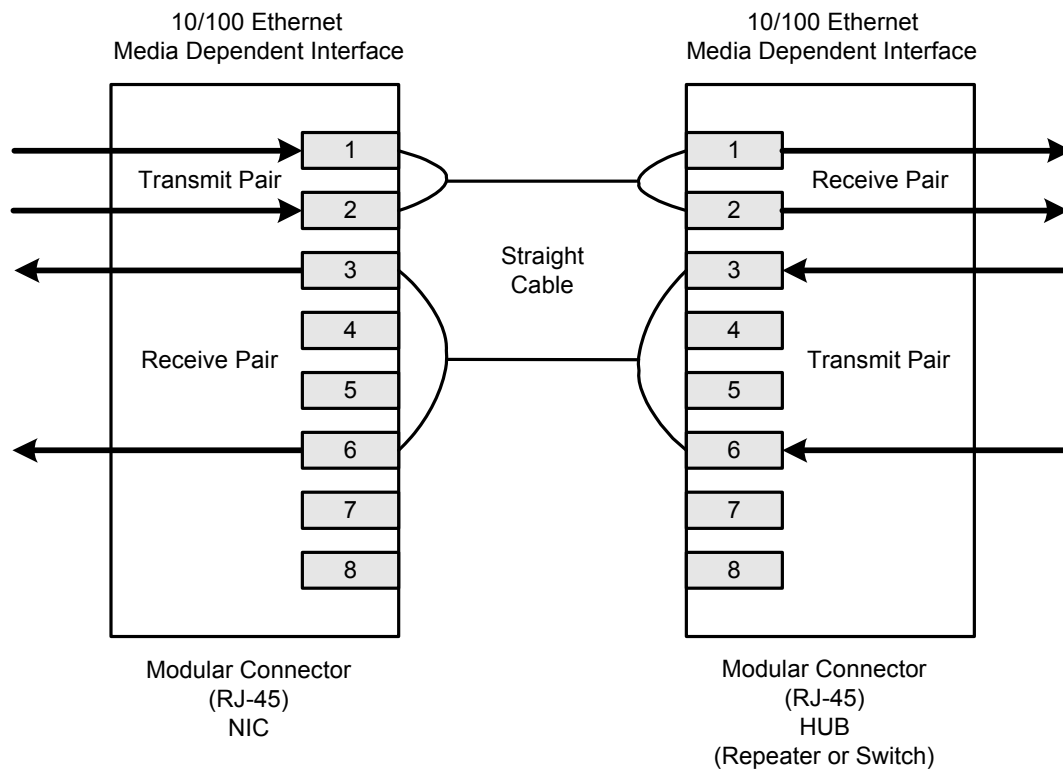 10/100 Ethernet
Media Dependent Interface
10/100 Ethernet
Media Dependent Interface
1
Transmit Pair
2
3
4
Receive Pair
5
6
7
8
Straight
Cable
1
Receive Pair
2
3
4
Transmit Pair
5
6
7
8
Modular Connector
(RJ-45)
NIC
Modular Connector
(RJ-45)
HUB
(Repeater or Switch)